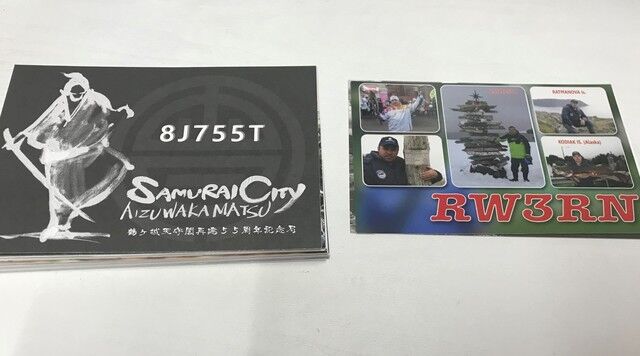 8J755T
SAMURAI CITY
AIZUWAKAMATSU
鶴ヶ城天守閣再建55周年記念局
RATMANOVA Is.
KODIAK IS. (Alaska)
RW3RN